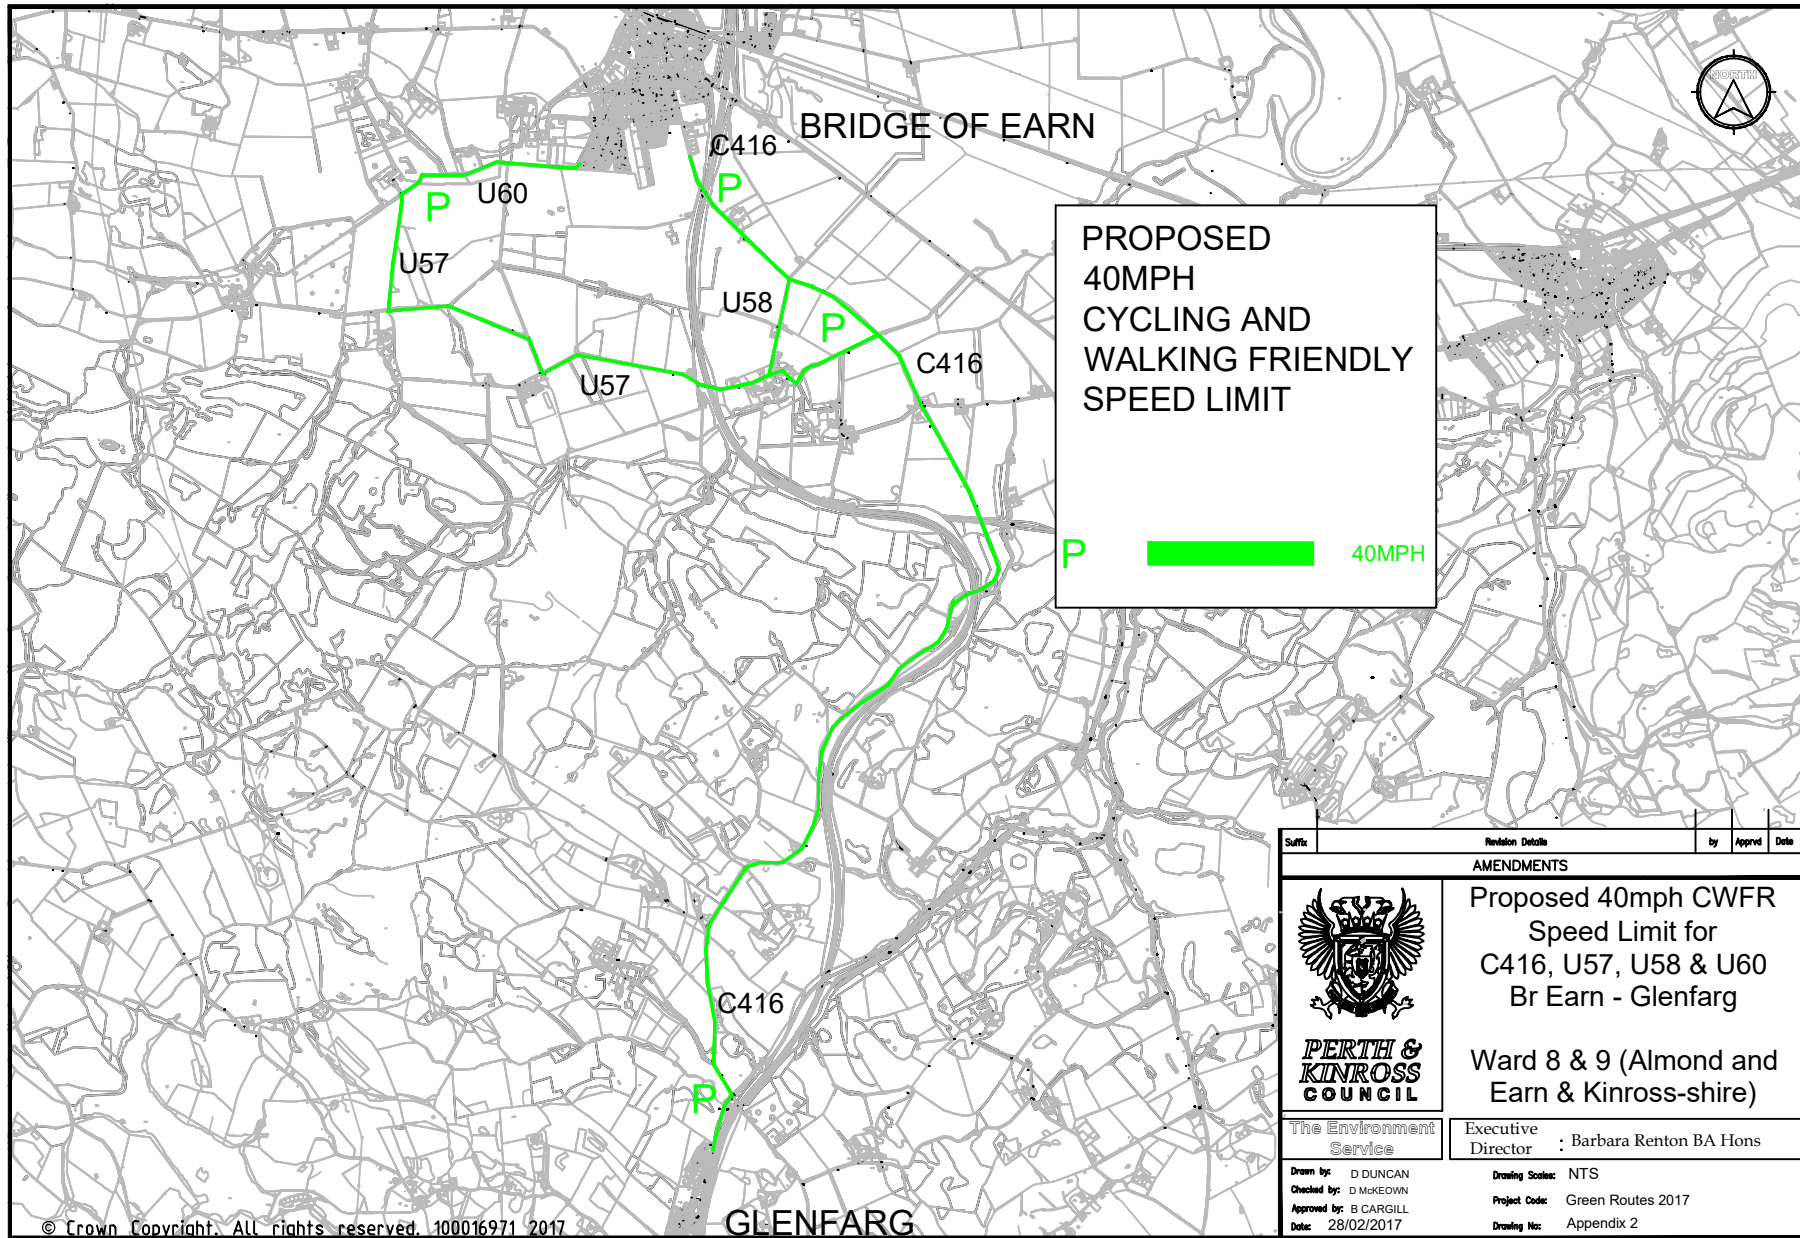 NORTH
BRIDGE OF EARN
C416
P
U60
P
U57
U58
P
C416
U57
C416
P
GLENFARG
PROPOSED
40MPH
CYCLING AND
WALKING FRIENDLY
SPEED LIMIT
P 40MPH
Suffix Revision Details by Apprvd Date
AMENDMENTS
Proposed 40mph CWFR
Speed Limit for
C416, U57, U58 & U60
Br Earn - Glenfarg
Ward 8 & 9 (Almond and
Earn & Kinross-shire)
PERTH &
KINROSS
COUNCIL
The Environment
Service
Executive
Director : Barbara Renton BA Hons
Drawn by: D DUNCAN
Checked by: D McKEOWN
Approved by: B CARGILL
Date: 28/02/2017
Drawing Scales: NTS
Project Code: Green Routes 2017
Drawing No: Appendix 2
© Crown Copyright. All rights reserved. 100016971 2017